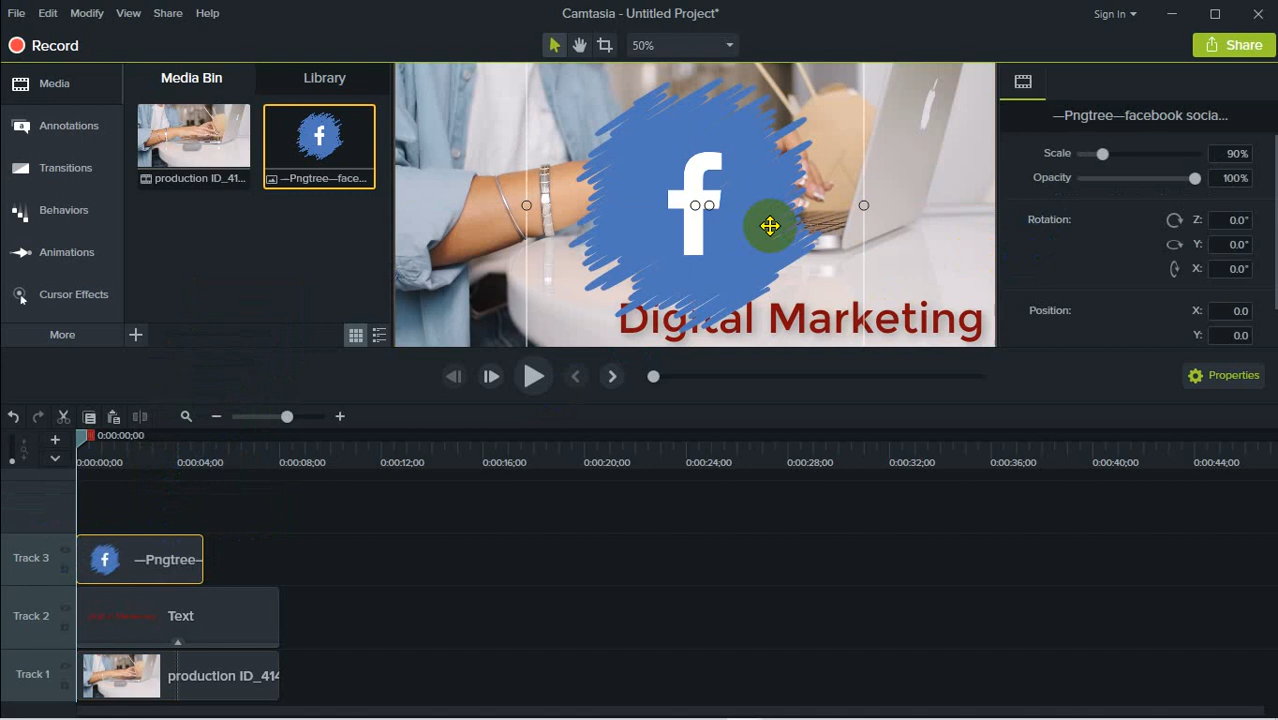 File Edit Modify View Share Help
Camtasia - Untitled Project*
Sign In
Record
50%
Share
Media
Annotations
Transitions
Behaviors
Animations
Cursor Effects
More
Media Bin
Library
production ID_41...
—Pngtree—face...
f
Digital Marketing
—Pngtree—facebook socla...
Scale 90%
Opacity 100%
Rotation: Z: 0.0°
Y: 0.0°
X: 0.0°
Position: X: 0.0
Y: 0.0
Properties
0:00:00;00
0:00:00;00 0:00:04;00 0:00:08;00 0:00:12;00 0:00:16;00 0:00:20;00 0:00:24;00 0:00:28;00 0:00:32;00 0:00:36;00 0:00:40;00 0:00:44;00
Track 3
—Pngtree—
Track 2
Text
Track 1
production ID_414